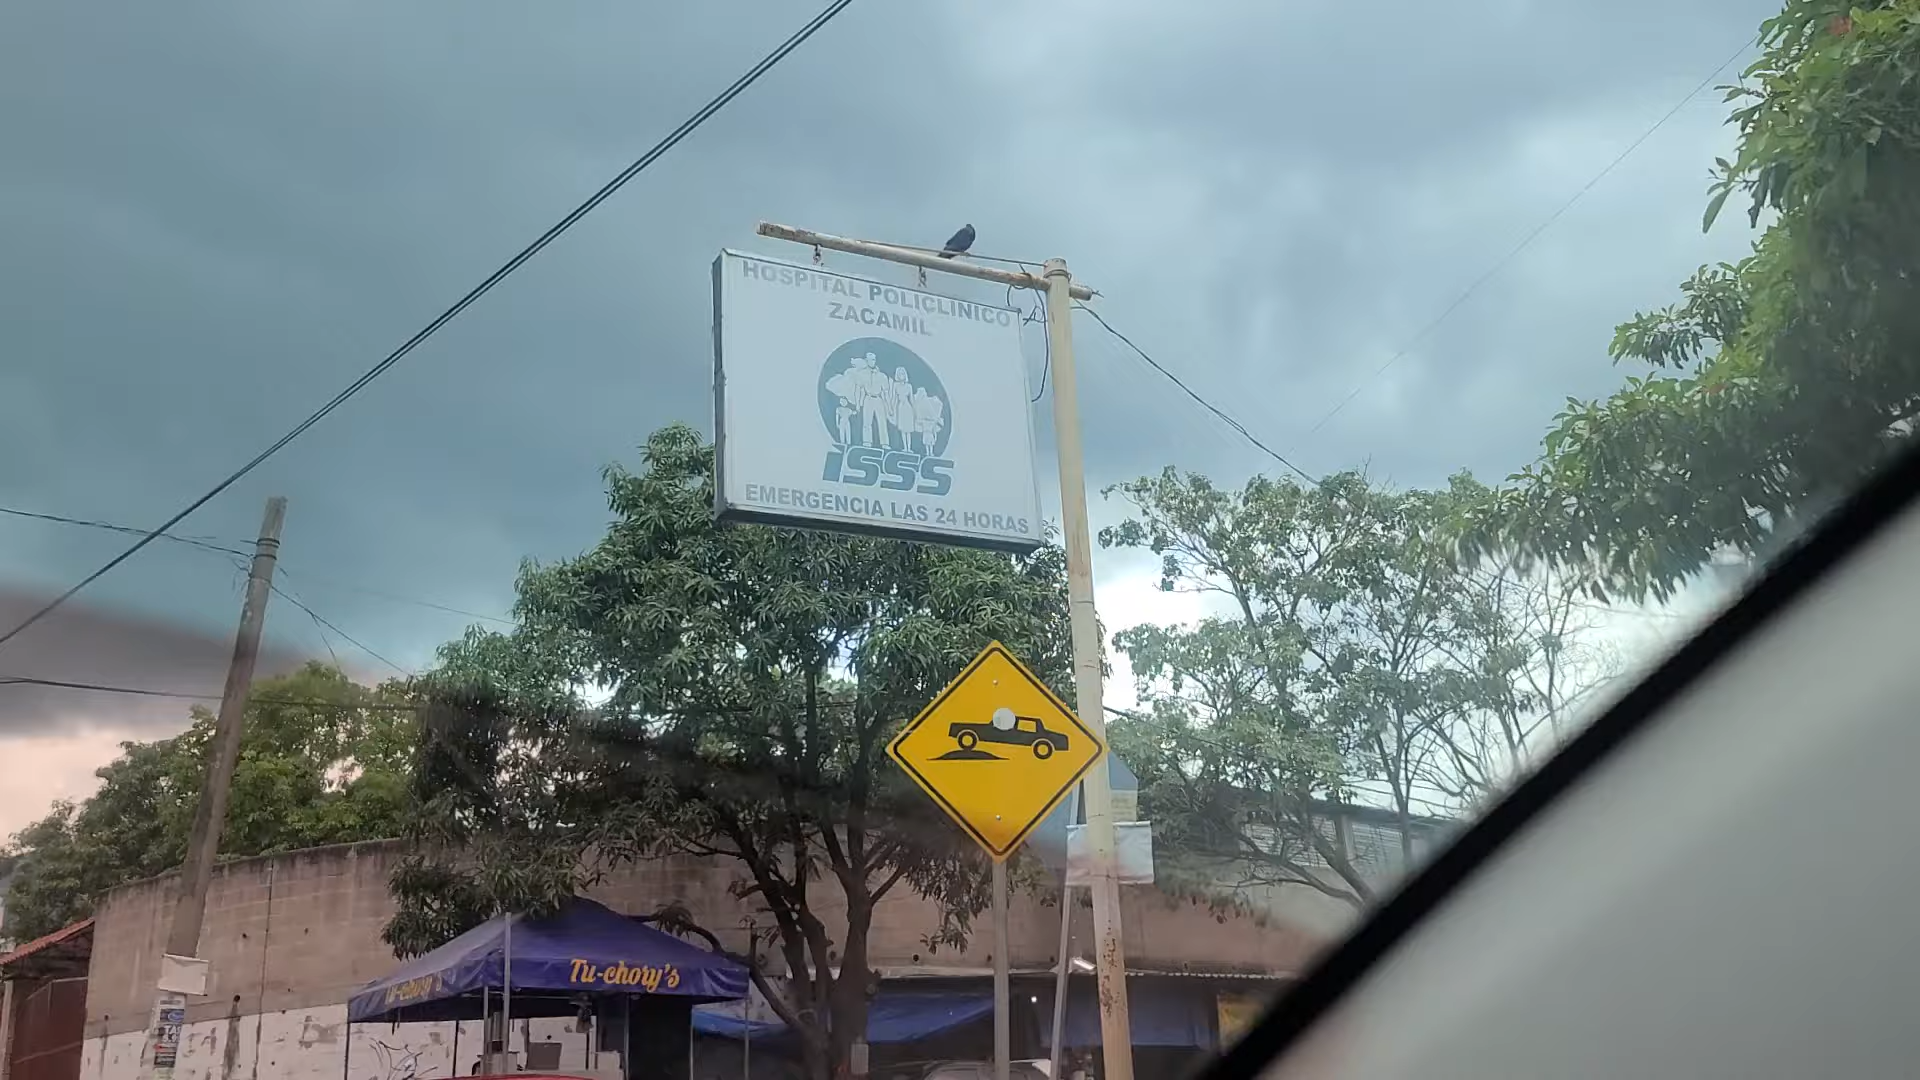 HOSPITAL POLICLINICO
ZACAMIL
ISSS
EMERGENCIA LAS 24 HORAS
Tu-chory's
Tu-chory's